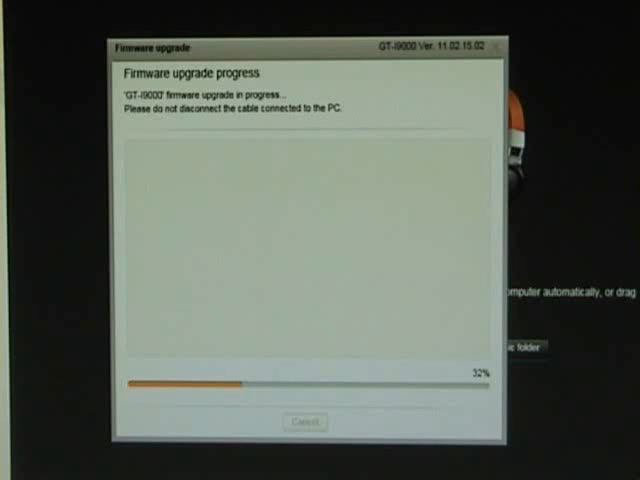 Firmware upgrade
GT-I9000 Ver. 11.02.15.02
Firmware upgrade progress
'GT-I9000' firmware upgrade in progress...
Please do not disconnect the cable connected to the PC.
omputer automatically, or drag
ic folder
32%
Cancel